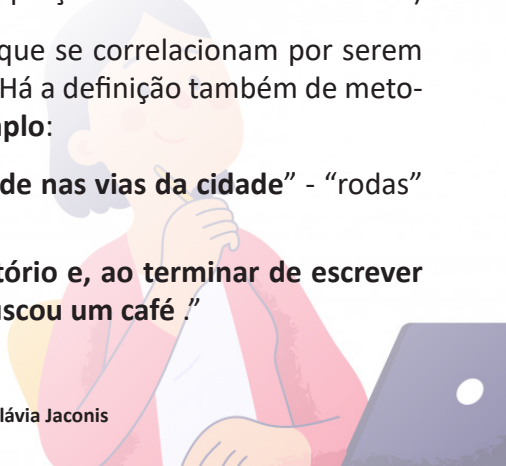 que se correlacionam por serem
Há a definição também de meto-
plo:
de nas vias da cidade” - “rodas”
tório e, ao terminar de escrever
uscou um café .”
lávia Jaconis